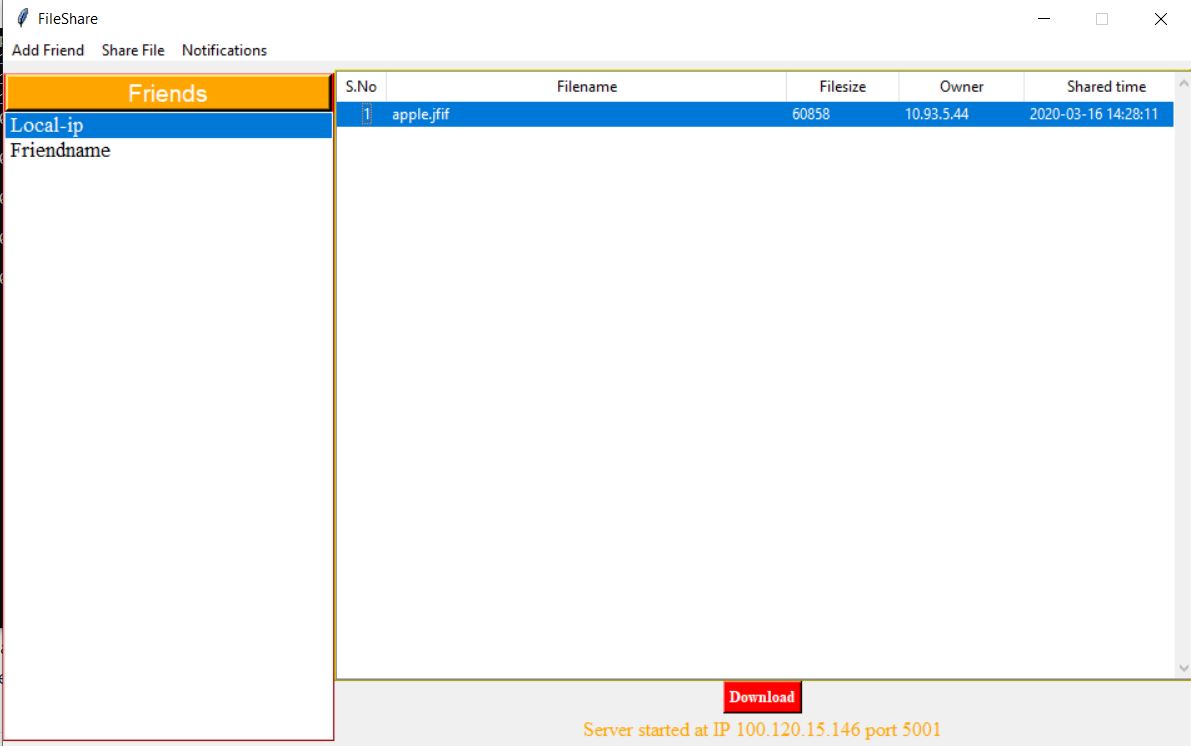 FileShare
Add Friend Share File Notifications
Friends
Local-ip
Friendname
S.No Filename Filesize Owner Shared time
1 apple.jfif 60858 10.93.5.44 2020-03-16 14:28:11
Download
Server started at IP 100.120.15.146 port 5001